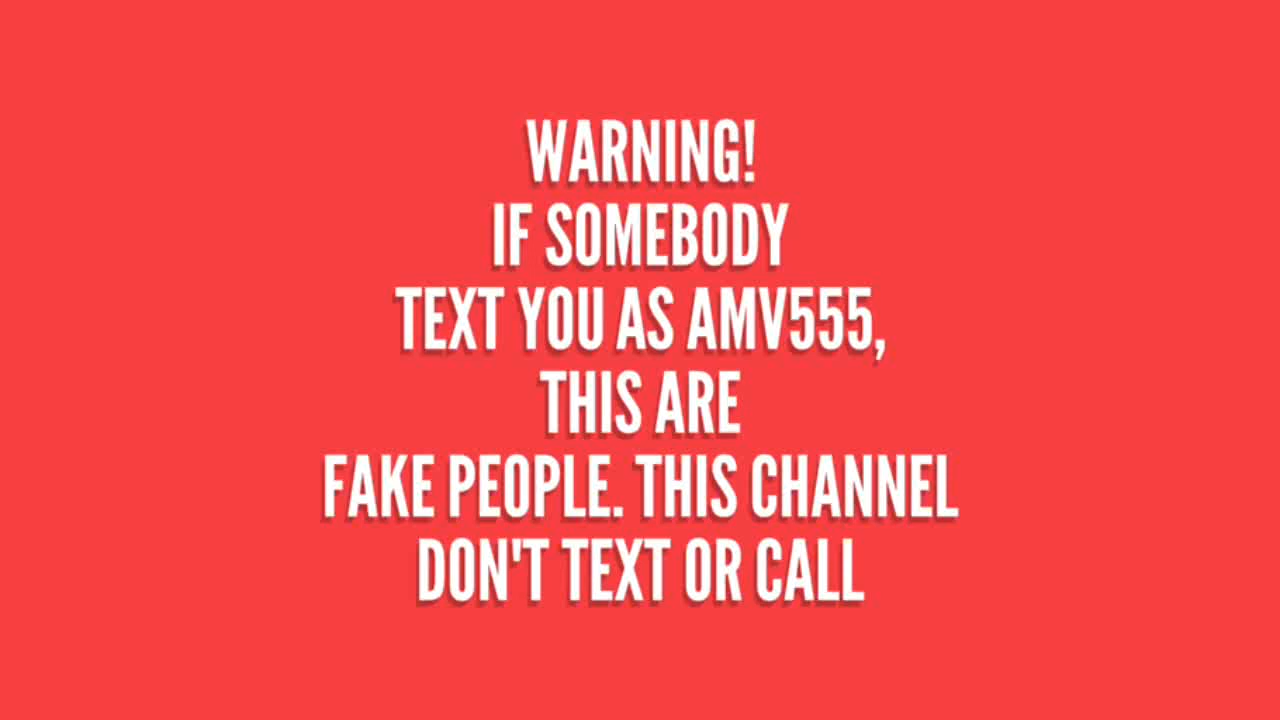 WARNING!
IF SOMEBODY
TEXT YOU AS AMV555,
THIS ARE
FAKE PEOPLE. THIS CHANNEL
DON'T TEXT OR CALL